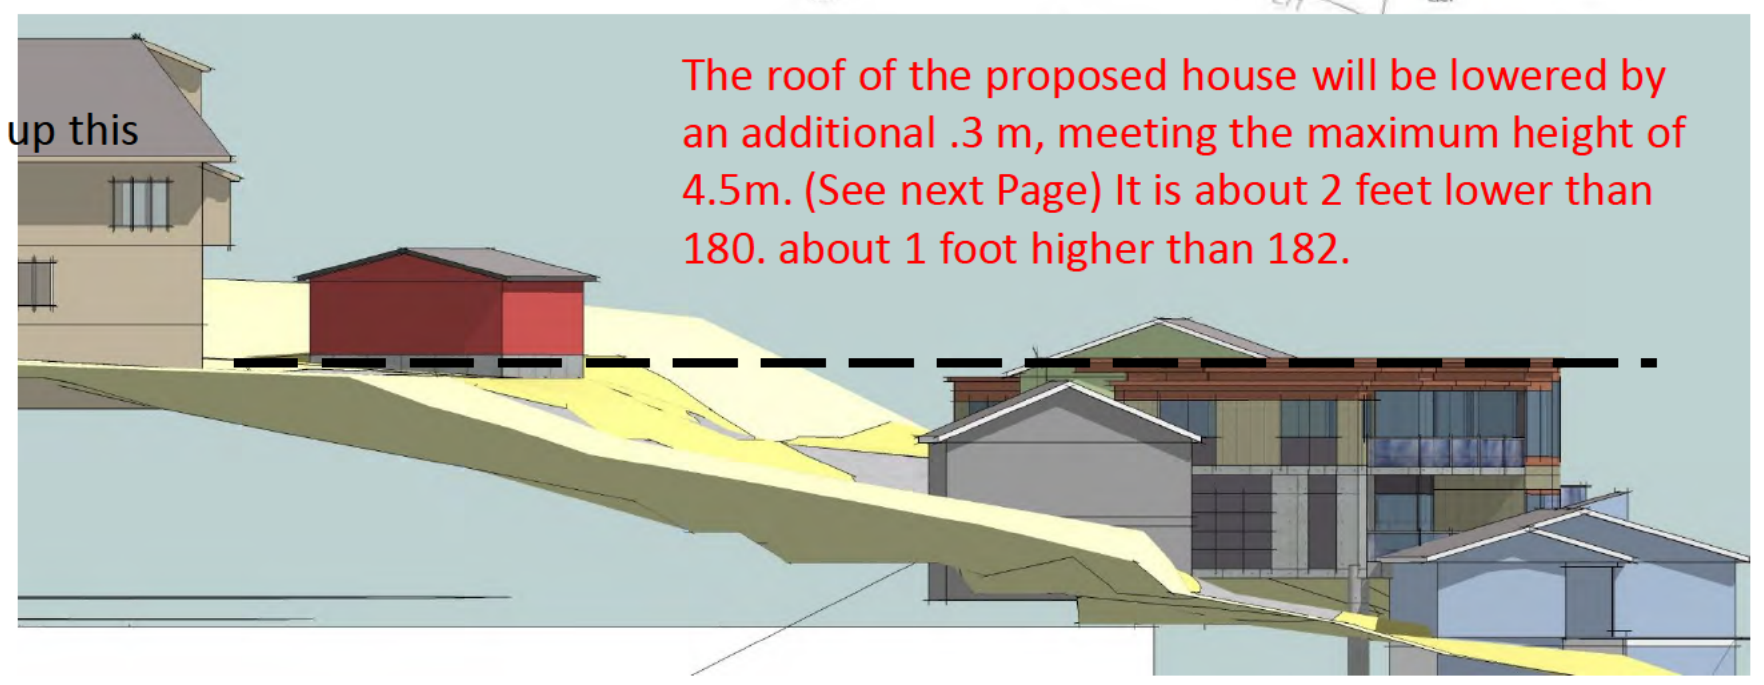 The roof of the proposed house will be lowered by
up this
an additional .3 m, meeting the maximum height of
4.5m. (See next Page) It is about 2 feet lower than
180. about 1 foot higher than 182.